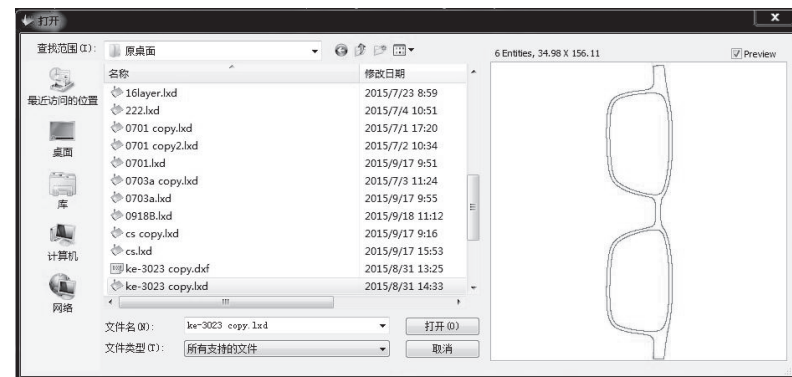 打开
查找范围(I): 原桌面
6 Entities, 34.98 X 156.11
Preview
名称 修改日期
最近访问的位置
桌面
库
计算机
网络
16layer.lxd 2015/7/23 8:59
222.lxd 2015/7/4 10:51
0701 copy.lxd 2015/7/1 17:20
0701 copy2.lxd 2015/7/2 10:34
0701.lxd 2015/9/17 9:51
0703a copy.lxd 2015/7/3 11:24
0703a.lxd 2015/9/17 9:55
0918B.lxd 2015/9/18 11:12
cs copy.lxd 2015/9/17 9:16
cs.lxd 2015/9/17 15:53
ke-3023 copy.dxf 2015/8/31 13:25
ke-3023 copy.lxd 2015/8/31 14:33
文件名(N): ke-3023 copy.lxd 打开(O)
文件类型(T): 所有支持的文件 取消